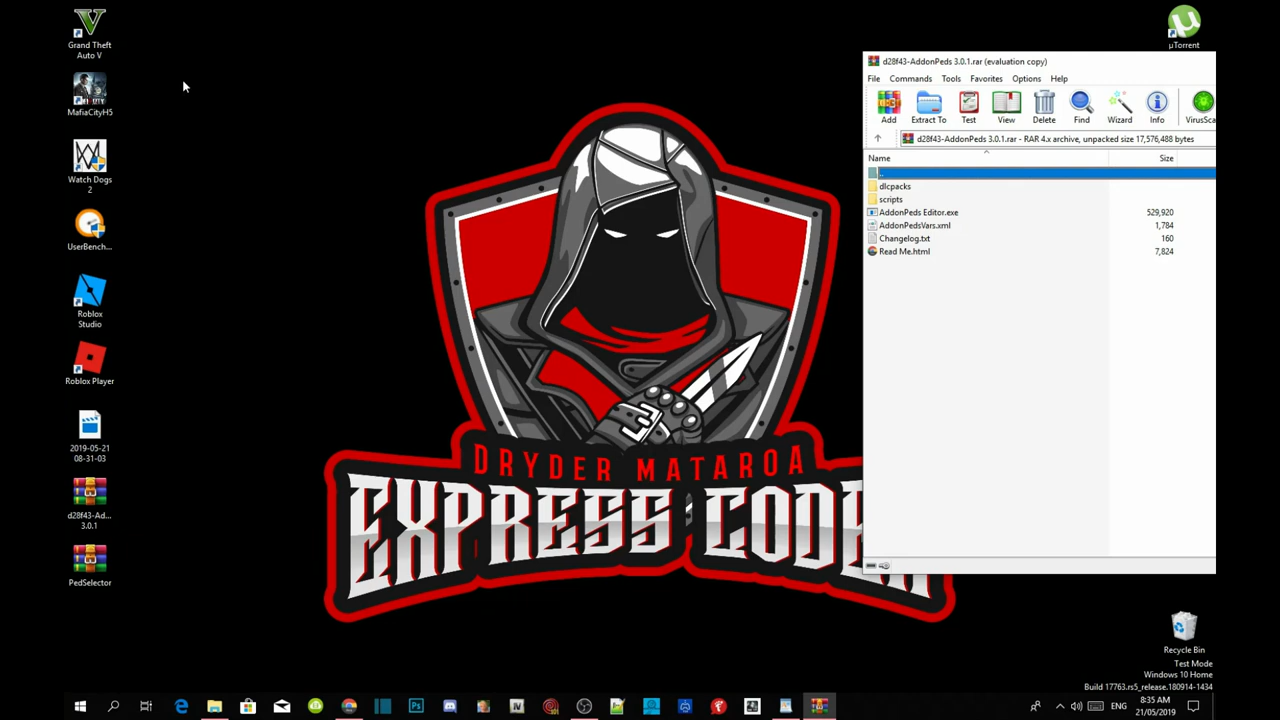 Grand Theft
Auto V
MafiaCityH5
Watch Dogs
2
UserBench...
Roblox
Studio
Roblox Player
2019-05-21
08-31-03
d28f43-Ad...
3.0.1
PedSelector
DRYDER MATAROA
EXPRESS CODE
µTorrent
d28f43-AddonPeds 3.0.1.rar (evaluation copy)
File Commands Tools Favorites Options Help
Add Extract To Test View Delete Find Wizard Info VirusSca
d28f43-AddonPeds 3.0.1.rar - RAR 4.x archive, unpacked size 17,576,488 bytes
Name Size
..
dlcpacks
scripts
AddonPeds Editor.exe 529,920
AddonPedsVars.xml 1,784
Changelog.txt 160
Read Me.html 7,824
Recycle Bin
Test Mode
Windows 10 Home
Build 17763.rs5_release.180914-1434
Ps
IV
ENG
8:35 AM
21/05/2019